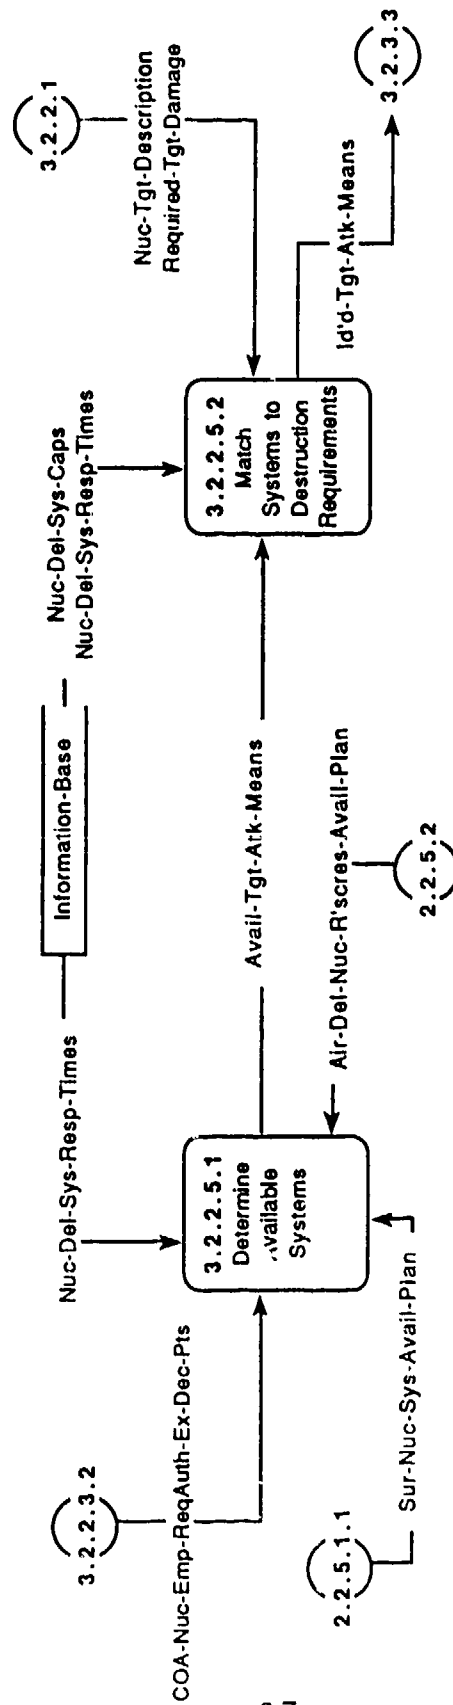 3.2.2.3.2
COA-Nuc-Emp-ReqAuth-Ex-Dec-Pts
2.2.5.1.1
Sur-Nuc-Sys-Avail-Plan
Nuc-Del-Sys-Resp-Times
3.2.2.5.1
Determine
Available
Systems
Information-Base
Avail-Tgt-Atk-Means
Air-Del-Nuc-R'scres-Avail-Plan
2.2.5.2
Nuc-Del-Sys-Caps
Nuc-Del-Sys-Resp-Times
3.2.2.5.2
Match
Systems to
Destruction
Requirements
3.2.2.1
Nuc-Tgt-Description
Required-Tgt-Damage
Id'd-Tgt-Atk-Means
3.2.3.3